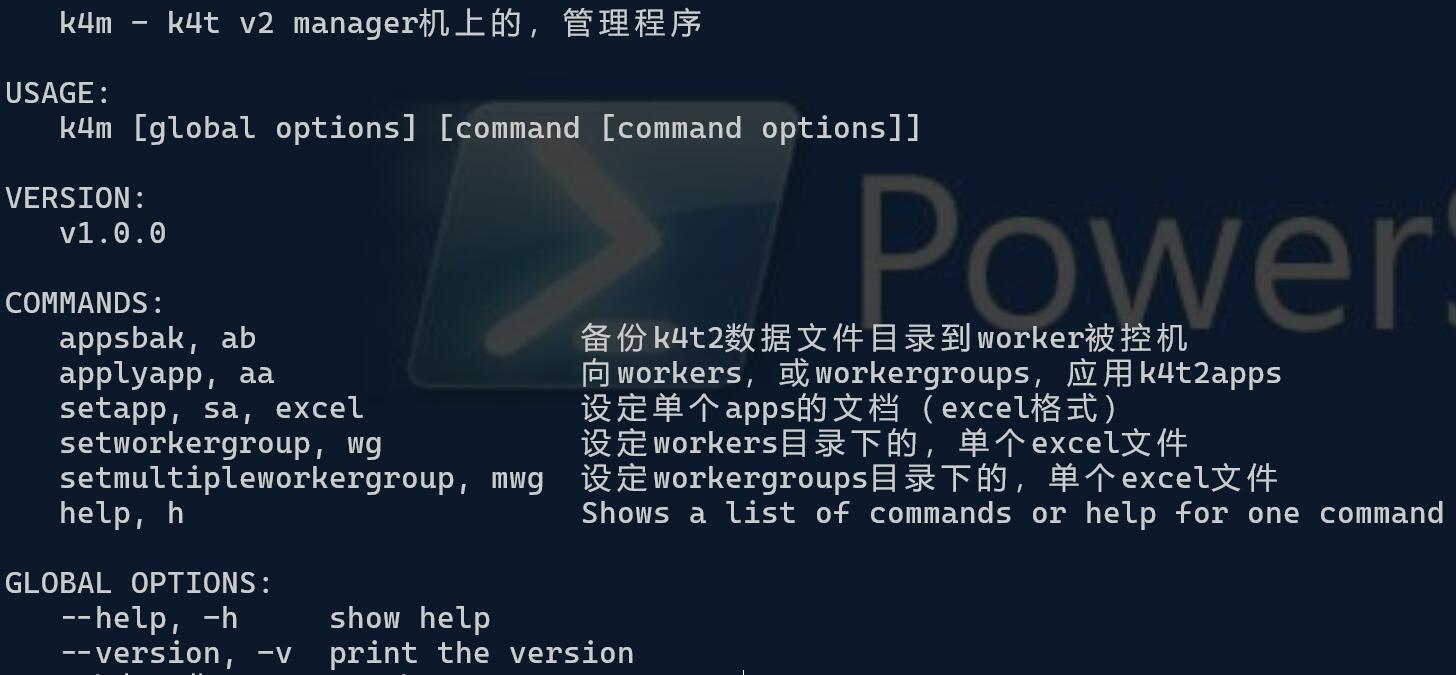 k4m - k4t v2 manager机上的，管理程序
USAGE:
k4m [global options] [command [command options]]
VERSION:
v1.0.0
COMMANDS:
appsbak, ab 备份k4t2数据文件目录到worker被控机
applyapp, aa 向workers，或workergroups，应用k4t2apps
setapp, sa, excel 设定单个apps的文档（excel格式）
setworkergroup, wg 设定workers目录下的，单个excel文件
setmultipleworkergroup, mwg 设定workergroups目录下的，单个excel文件
help, h Shows a list of commands or help for one command
GLOBAL OPTIONS:
--help, -h show help
--version, -v print the version
PowerS